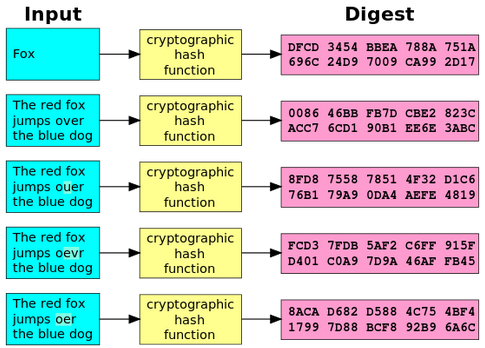 Input
Digest
Fox
cryptographic
hash
function
DFCD 3454 BBEA 788A 751A
696C 24D9 7009 CA99 2D17
The red fox
jumps over
the blue dog
cryptographic
hash
function
0086 46BB FB7D CBE2 823C
ACC7 6CD1 90B1 EE6E 3ABC
The red fox
jumps ouer
the blue dog
cryptographic
hash
function
8FD8 7558 7851 4F32 D1C6
76B1 79A9 0DA4 AEFE 4819
The red fox
jumps oevr
the blue dog
cryptographic
hash
function
FCD3 7FDB 5AF2 C6FF 915F
D401 C0A9 7D9A 46AF FB45
The red fox
jumps oer
the blue dog
cryptographic
hash
function
8ACA D682 D588 4C75 4BF4
1799 7D88 BCF8 92B9 6A6C